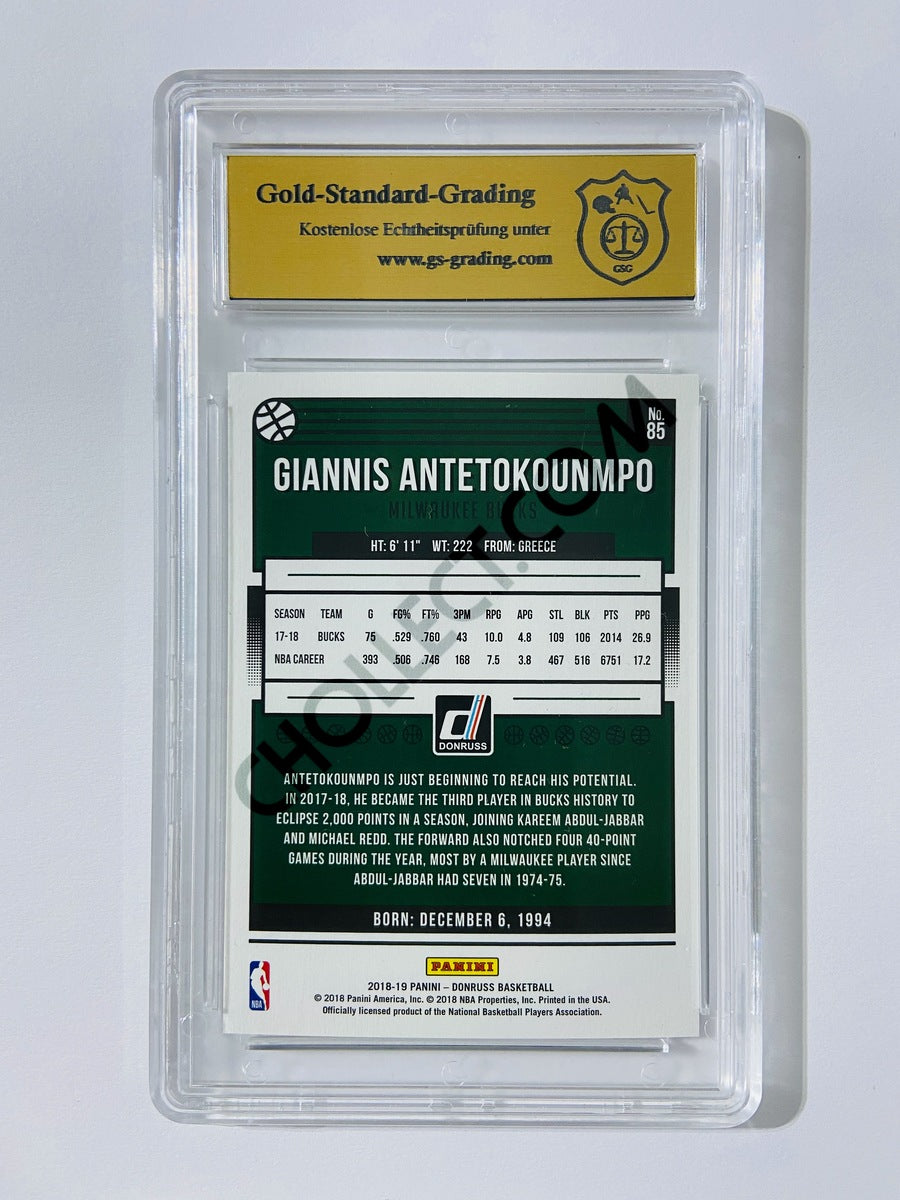 Gold-Standard-Grading
Kostenlose Echtheitsprüfung unter
www.gs-grading.com
GSG
No.
85
GIANNIS ANTETOKOUNMPO
MILWAUKEE BUCKS
HT: 6' 11" WT: 222 FROM: GREECE
SEASON TEAM G FG% FT% 3PM RPG APG STL BLK PTS PPG
17-18 BUCKS 75 .529 .760 43 10.0 4.8 109 106 2014 26.9
NBA CAREER 393 .506 .746 168 7.5 3.8 467 516 6751 17.2
d
DONRUSS
ANTETOKOUNMPO IS JUST BEGINNING TO REACH HIS POTENTIAL.
IN 2017-18, HE BECAME THE THIRD PLAYER IN BUCKS HISTORY TO
ECLIPSE 2,000 POINTS IN A SEASON, JOINING KAREEM ABDUL-JABBAR
AND MICHAEL REDD. THE FORWARD ALSO NOTCHED FOUR 40-POINT
GAMES DURING THE YEAR, MOST BY A MILWAUKEE PLAYER SINCE
ABDUL-JABBAR HAD SEVEN IN 1974-75.
BORN: DECEMBER 6, 1994
PANINI
NBA
2018-19 PANINI – DONRUSS BASKETBALL
© 2018 Panini America, Inc. © 2018 NBA Properties, Inc. Printed in the USA.
Officially licensed product of the National Basketball Players Association.
CHOLLECT.COM